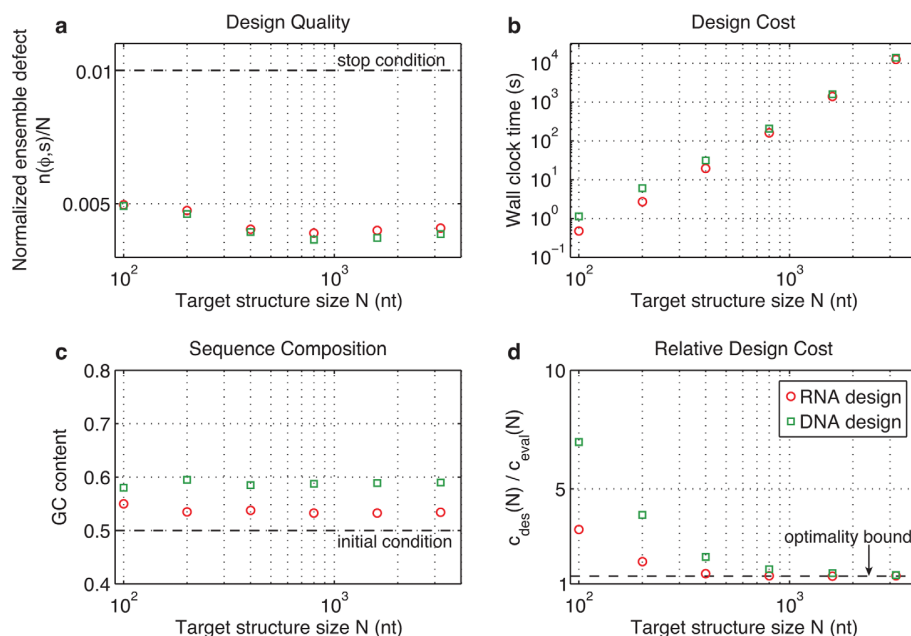 a
Design Quality
Normalized ensemble defect
n(ϕ,s)/N
0.01
0.005
stop condition
10²
10³
Target structure size N (nt)
b
Design Cost
Wall clock time (s)
10⁴
10³
10²
10¹
10⁰
10⁻¹
10²
10³
Target structure size N (nt)
c
Sequence Composition
GC content
0.8
0.7
0.6
0.5
0.4
initial condition
10²
10³
Target structure size N (nt)
d
Relative Design Cost
c_des(N) / c_eval(N)
10
5
1
RNA design
DNA design
optimality bound
10²
10³
Target structure size N (nt)